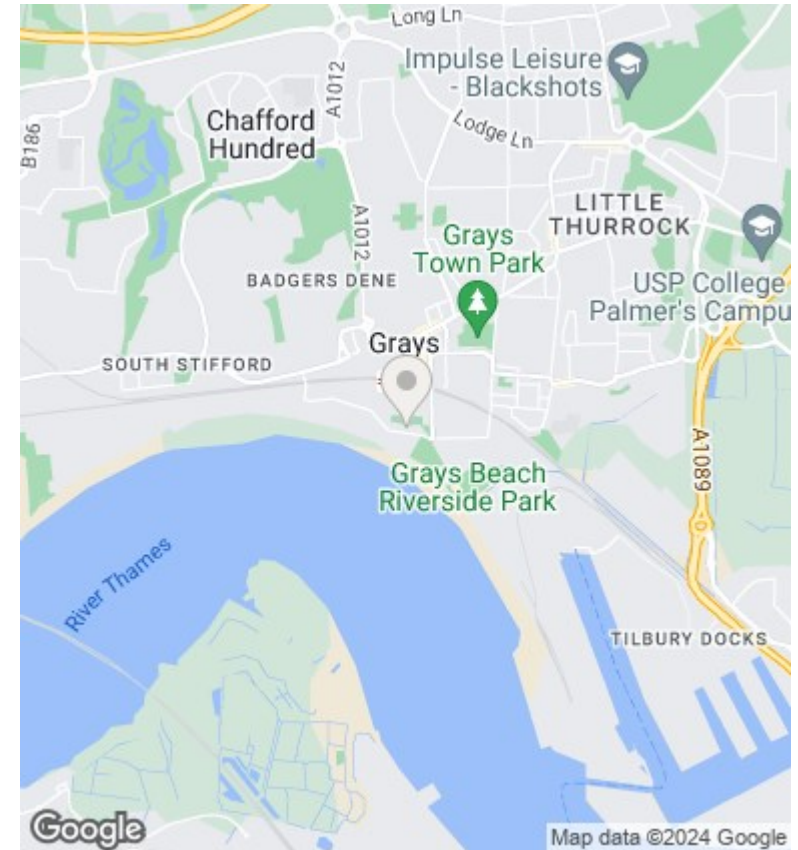 Long Ln
Impulse Leisure
- Blackshots
A1012
Chafford
Hundred
B186
Lodge Ln
LITTLE
THURROCK
A1012
Grays
Town Park
BADGERS DENE
USP College
Palmer's Campu
Grays
SOUTH STIFFORD
A1089
Grays Beach
Riverside Park
River Thames
TILBURY DOCKS
Google
Map data ©2024 Google